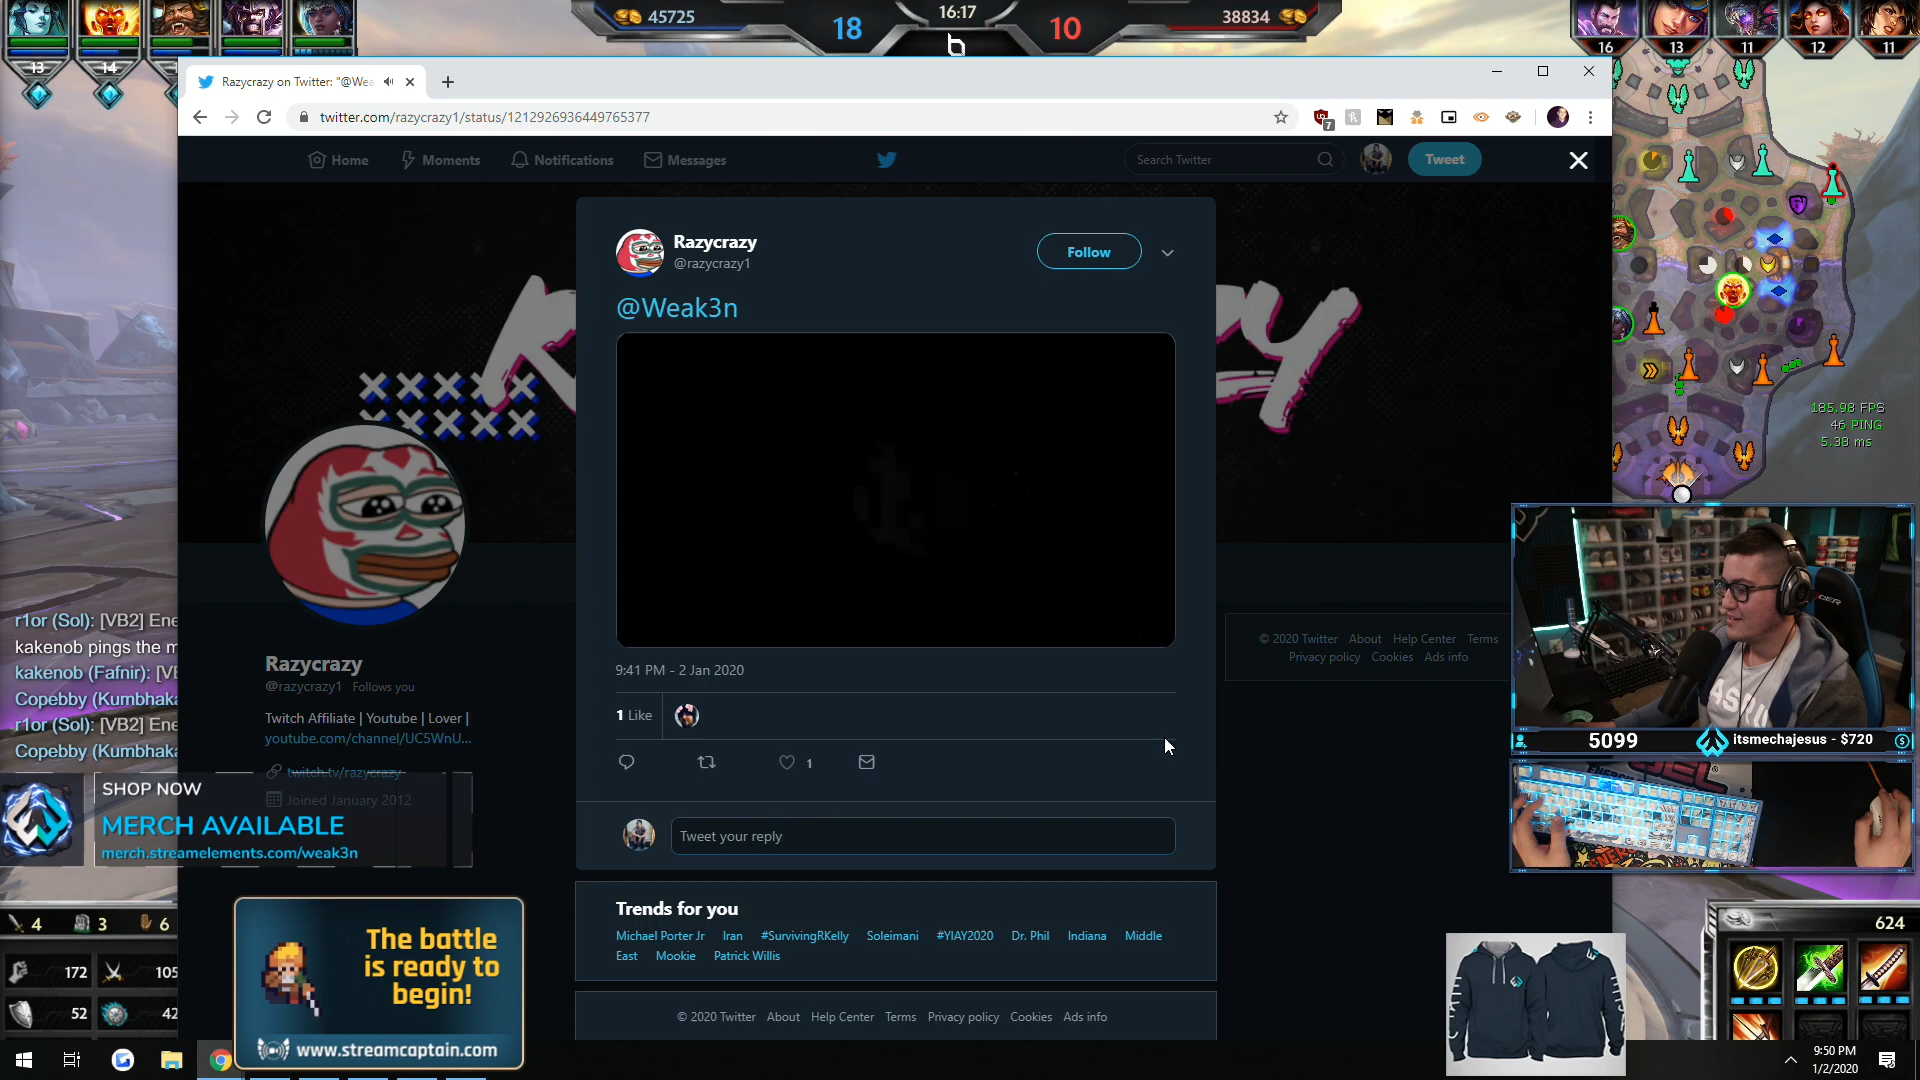 45725
18
16:17
10
38834
13
14
16
13
11
12
11
Razycrazy on Twitter: "@Wea
twitter.com/razycrazy1/status/1212926936449765377
7
Home
Moments
Notifications
Messages
Search Twitter
Tweet
Razycrazy
@razycrazy1
Follow
@Weak3n
9:41 PM - 2 Jan 2020
1 Like
1
Tweet your reply
Trends for you
Michael Porter Jr Iran #SurvivingRKelly Soleimani #YIAY2020 Dr. Phil Indiana Middle
East Mookie Patrick Willis
© 2020 Twitter About Help Center Terms Privacy policy Cookies Ads info
Razycrazy
@razycrazy1 Follows you
Twitch Affiliate | Youtube | Lover |
youtube.com/channel/UC5WnU...
twitch.tv/razycrazy
Joined January 2012
© 2020 Twitter About Help Center Terms
Privacy policy Cookies Ads info
185.98 FPS
46 PING
5.38 ms
r1or (Sol): [VB2] Ene
kakenob pings the m
kakenob (Fafnir): [VE
Copebby (Kumbhaka
r1or (Sol): [VB2] Ene
Copebby (Kumbhaka
SHOP NOW
MERCH AVAILABLE
merch.streamelements.com/weak3n
5099
itsmechajesus - $720
4
3
6
172
105
52
42
The battle
is ready to
begin!
www.streamcaptain.com
624
9:50 PM
1/2/2020